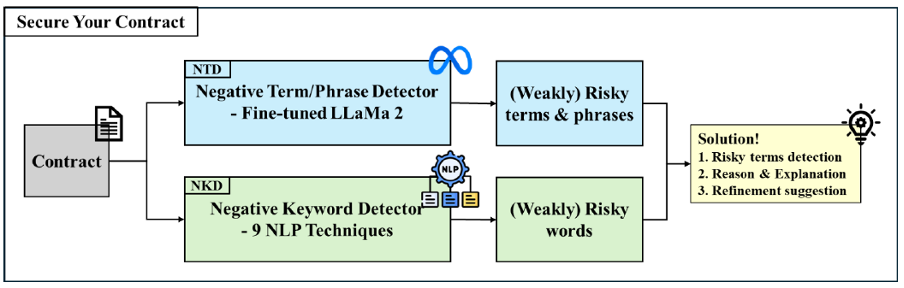 Secure Your Contract
NTD
Negative Term/Phrase Detector
- Fine-tuned LLaMa 2
(Weakly) Risky
terms & phrases
Contract
Solution!
1. Risky terms detection
2. Reason & Explanation
3. Refinement suggestion
NLP
NKD
Negative Keyword Detector
- 9 NLP Techniques
(Weakly) Risky
words